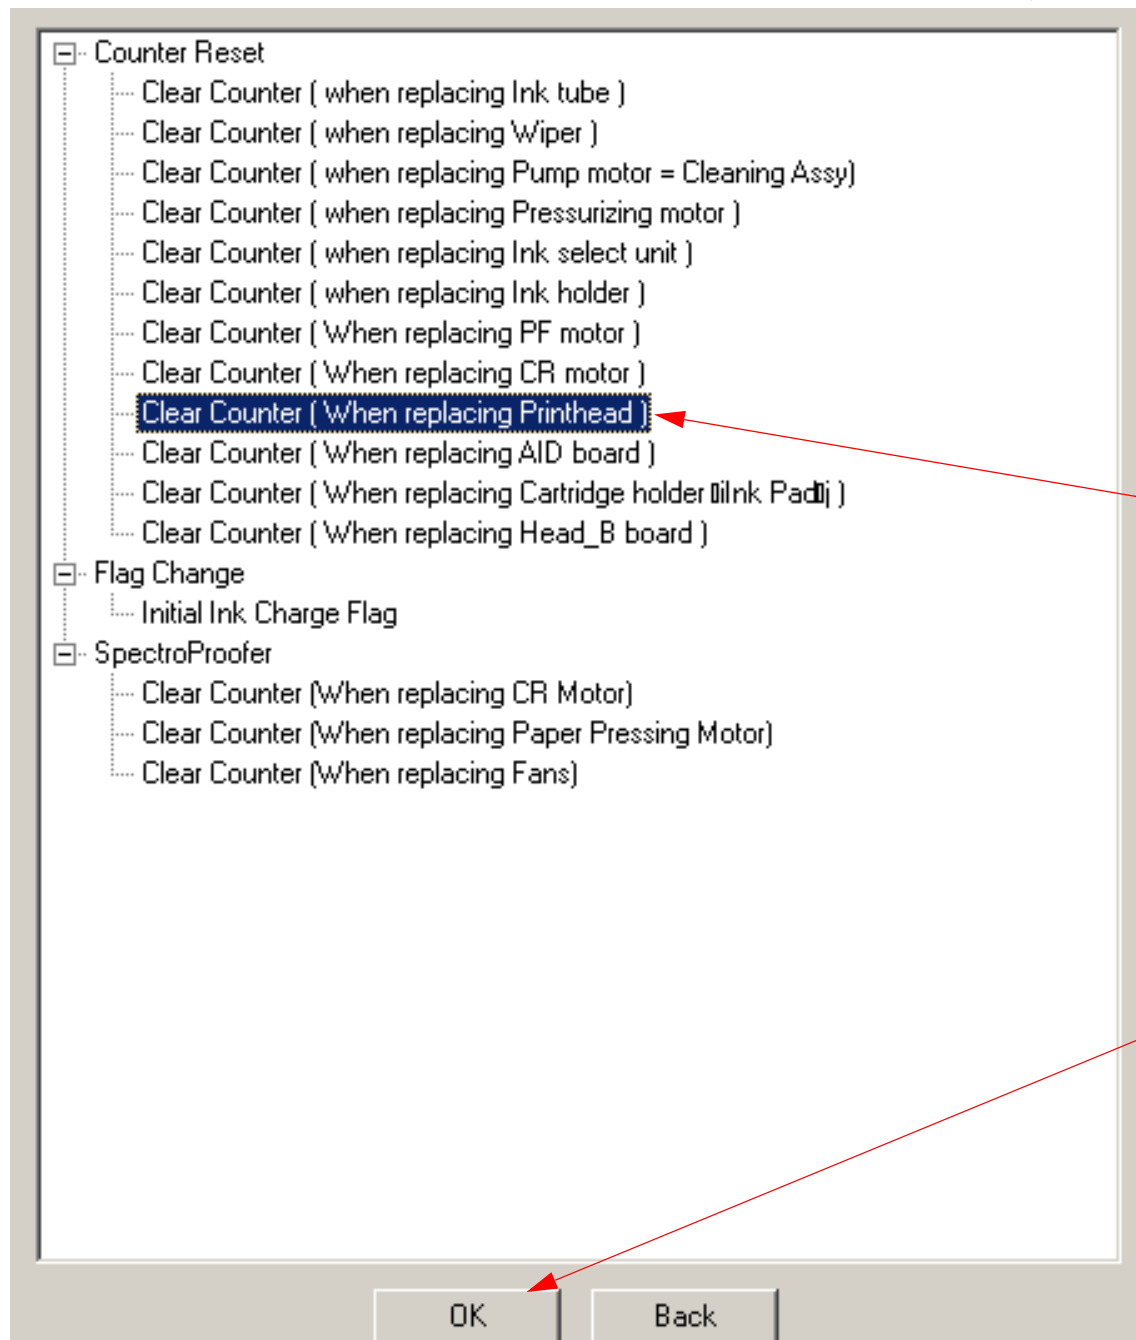 Counter Reset
Clear Counter ( when replacing Ink tube )
Clear Counter ( when replacing Wiper )
Clear Counter ( when replacing Pump motor = Cleaning Assy)
Clear Counter ( when replacing Pressurizing motor )
Clear Counter ( when replacing Ink select unit )
Clear Counter ( when replacing Ink holder )
Clear Counter ( When replacing PF motor )
Clear Counter ( When replacing CR motor )
Clear Counter ( When replacing Printhead )
Clear Counter ( When replacing AID board )
Clear Counter ( When replacing Cartridge holder iInk Pad j )
Clear Counter ( When replacing Head_B board )
Flag Change
Initial Ink Charge Flag
SpectroProofer
Clear Counter (When replacing CR Motor)
Clear Counter (When replacing Paper Pressing Motor)
Clear Counter (When replacing Fans)
OK Back